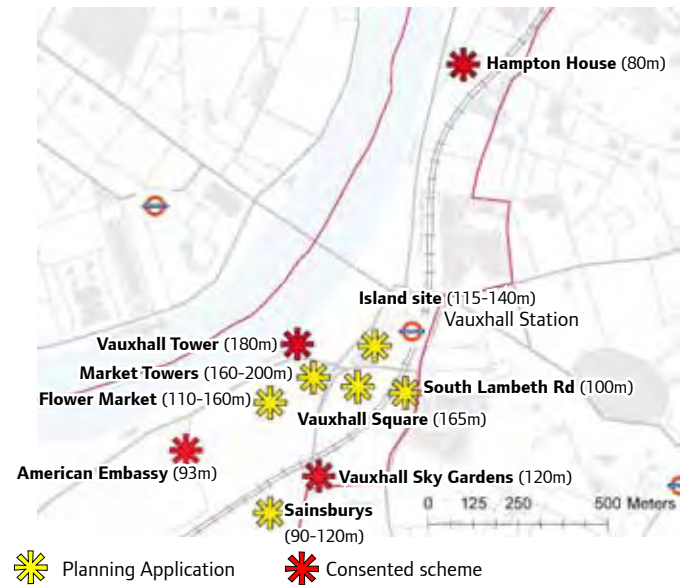 Hampton House (80m)
Island site (115-140m)
Vauxhall Station
Vauxhall Tower (180m)
Market Towers (160-200m)
South Lambeth Rd (100m)
Flower Market (110-160m)
Vauxhall Square (165m)
American Embassy (93m)
Vauxhall Sky Gardens (120m)
0 125 250 500 Meters
Sainsburys
(90-120m)
Planning Application
Consented scheme